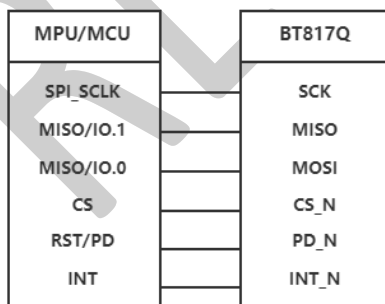 MPU/MCU BT817Q
SPI_SCLK SCK
MISO/IO.1 MISO
MISO/IO.0 MOSI
CS CS_N
RST/PD PD_N
INT INT_N